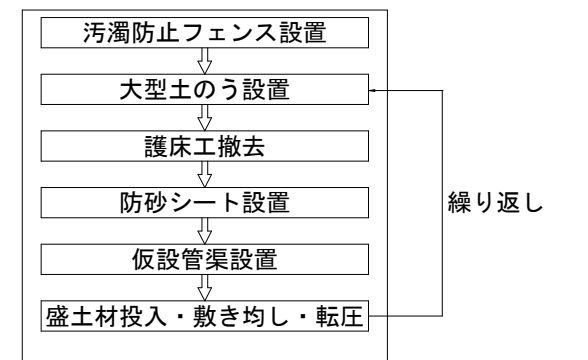 汚濁防止フェンス設置
大型土のう設置
護床工撤去
防砂シート設置
繰り返し
仮設管渠設置
盛土材投入・敷き均し・転圧